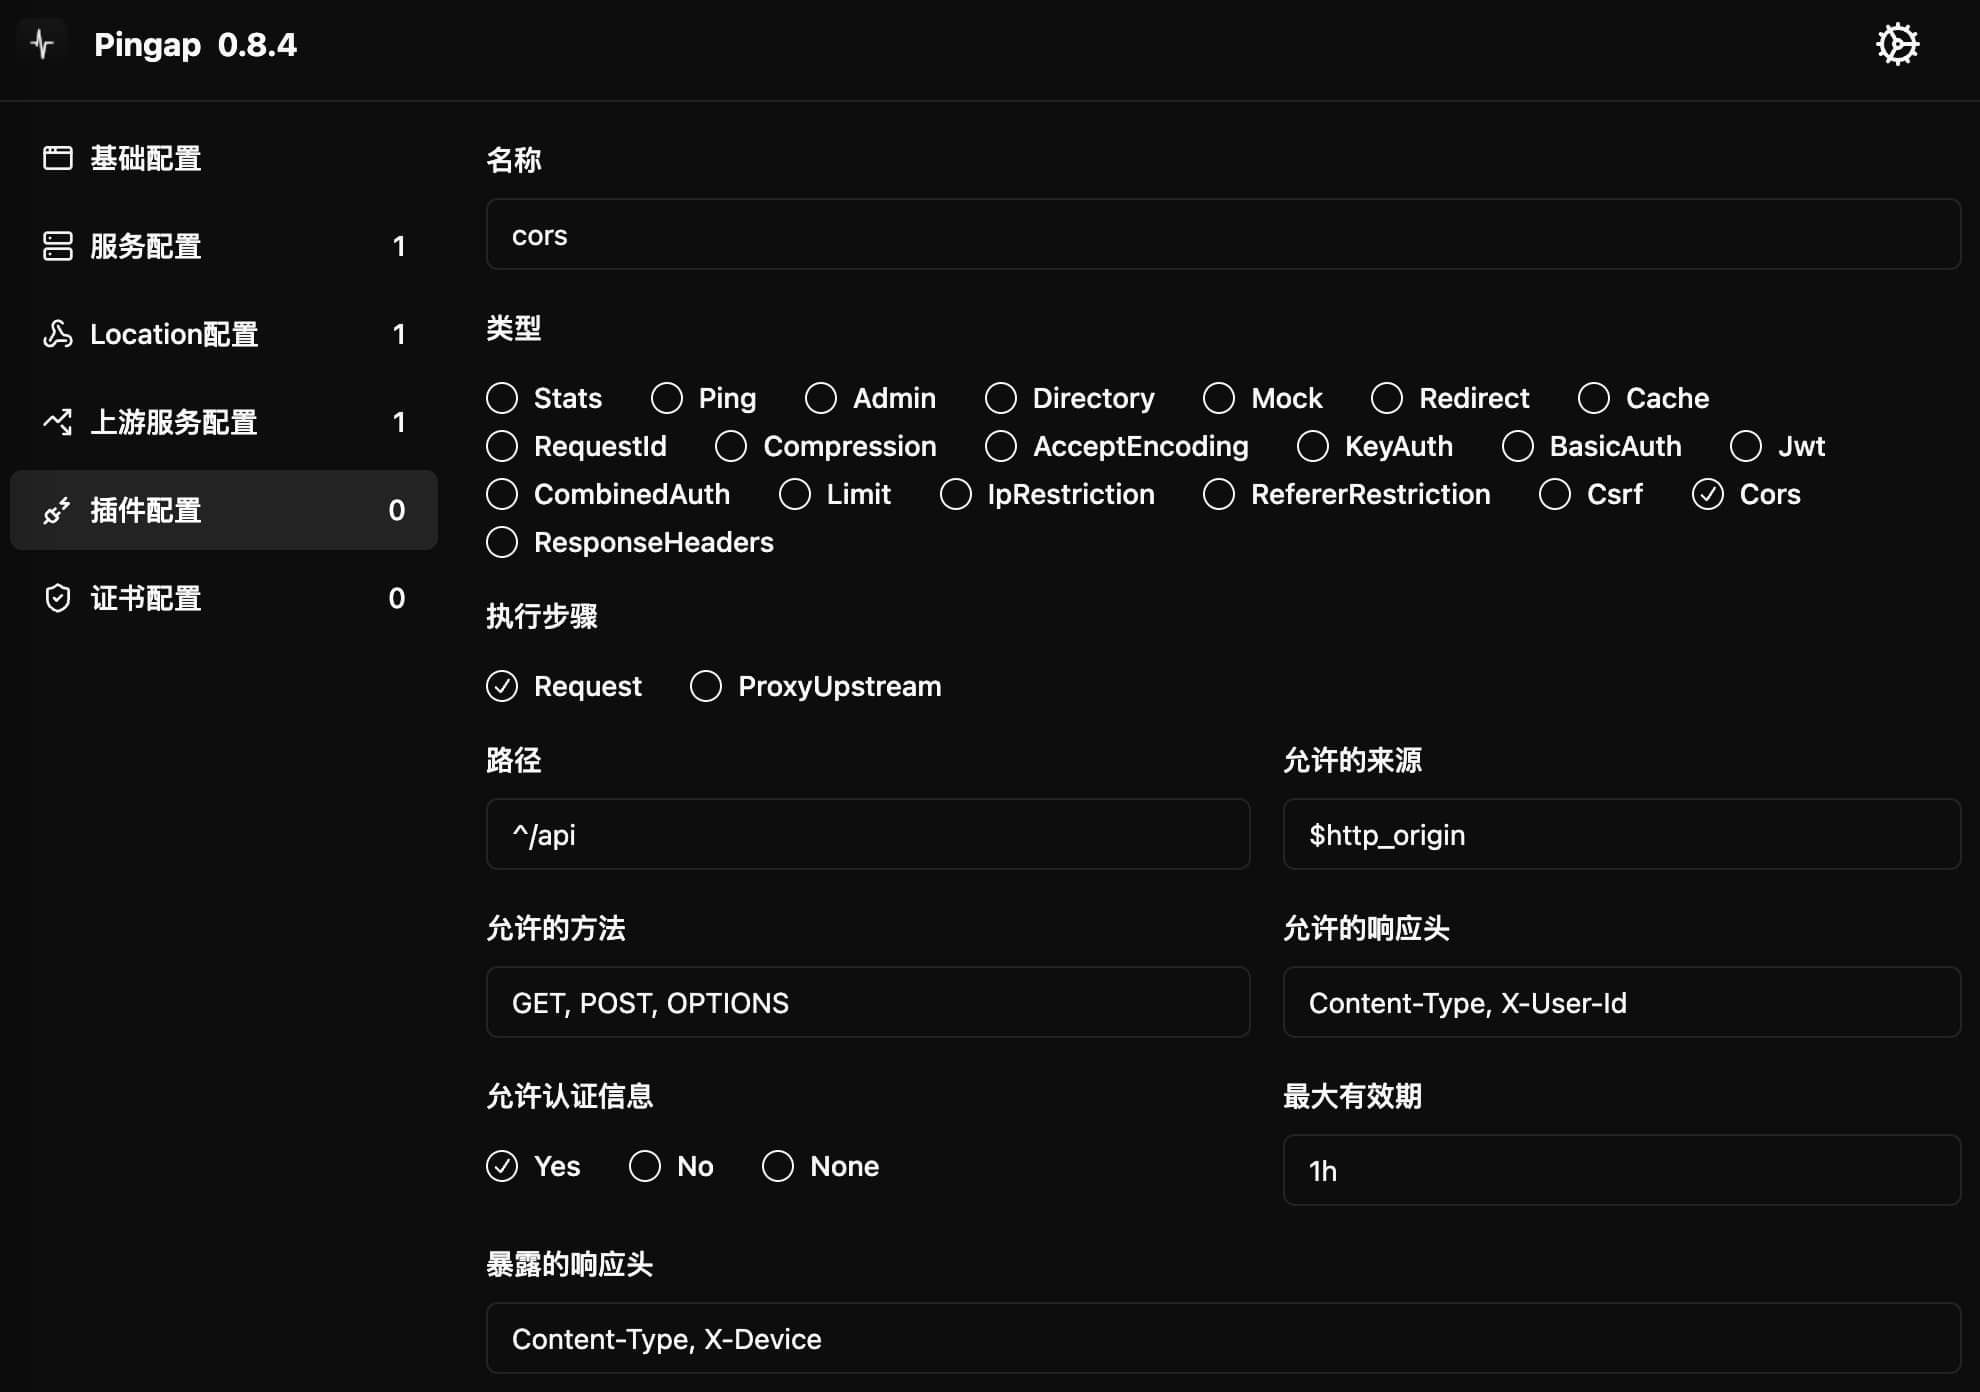 Pingap 0.8.4
基础配置
服务配置 1
Location配置 1
上游服务配置 1
插件配置 0
证书配置 0
名称
cors
类型
Stats Ping Admin Directory Mock Redirect Cache
RequestId Compression AcceptEncoding KeyAuth BasicAuth Jwt
CombinedAuth Limit IpRestriction RefererRestriction Csrf Cors
ResponseHeaders
执行步骤
Request ProxyUpstream
路径 允许的来源
^/api $http_origin
允许的方法 允许的响应头
GET, POST, OPTIONS Content-Type, X-User-Id
允许认证信息 最大有效期
Yes No None 1h
暴露的响应头
Content-Type, X-Device